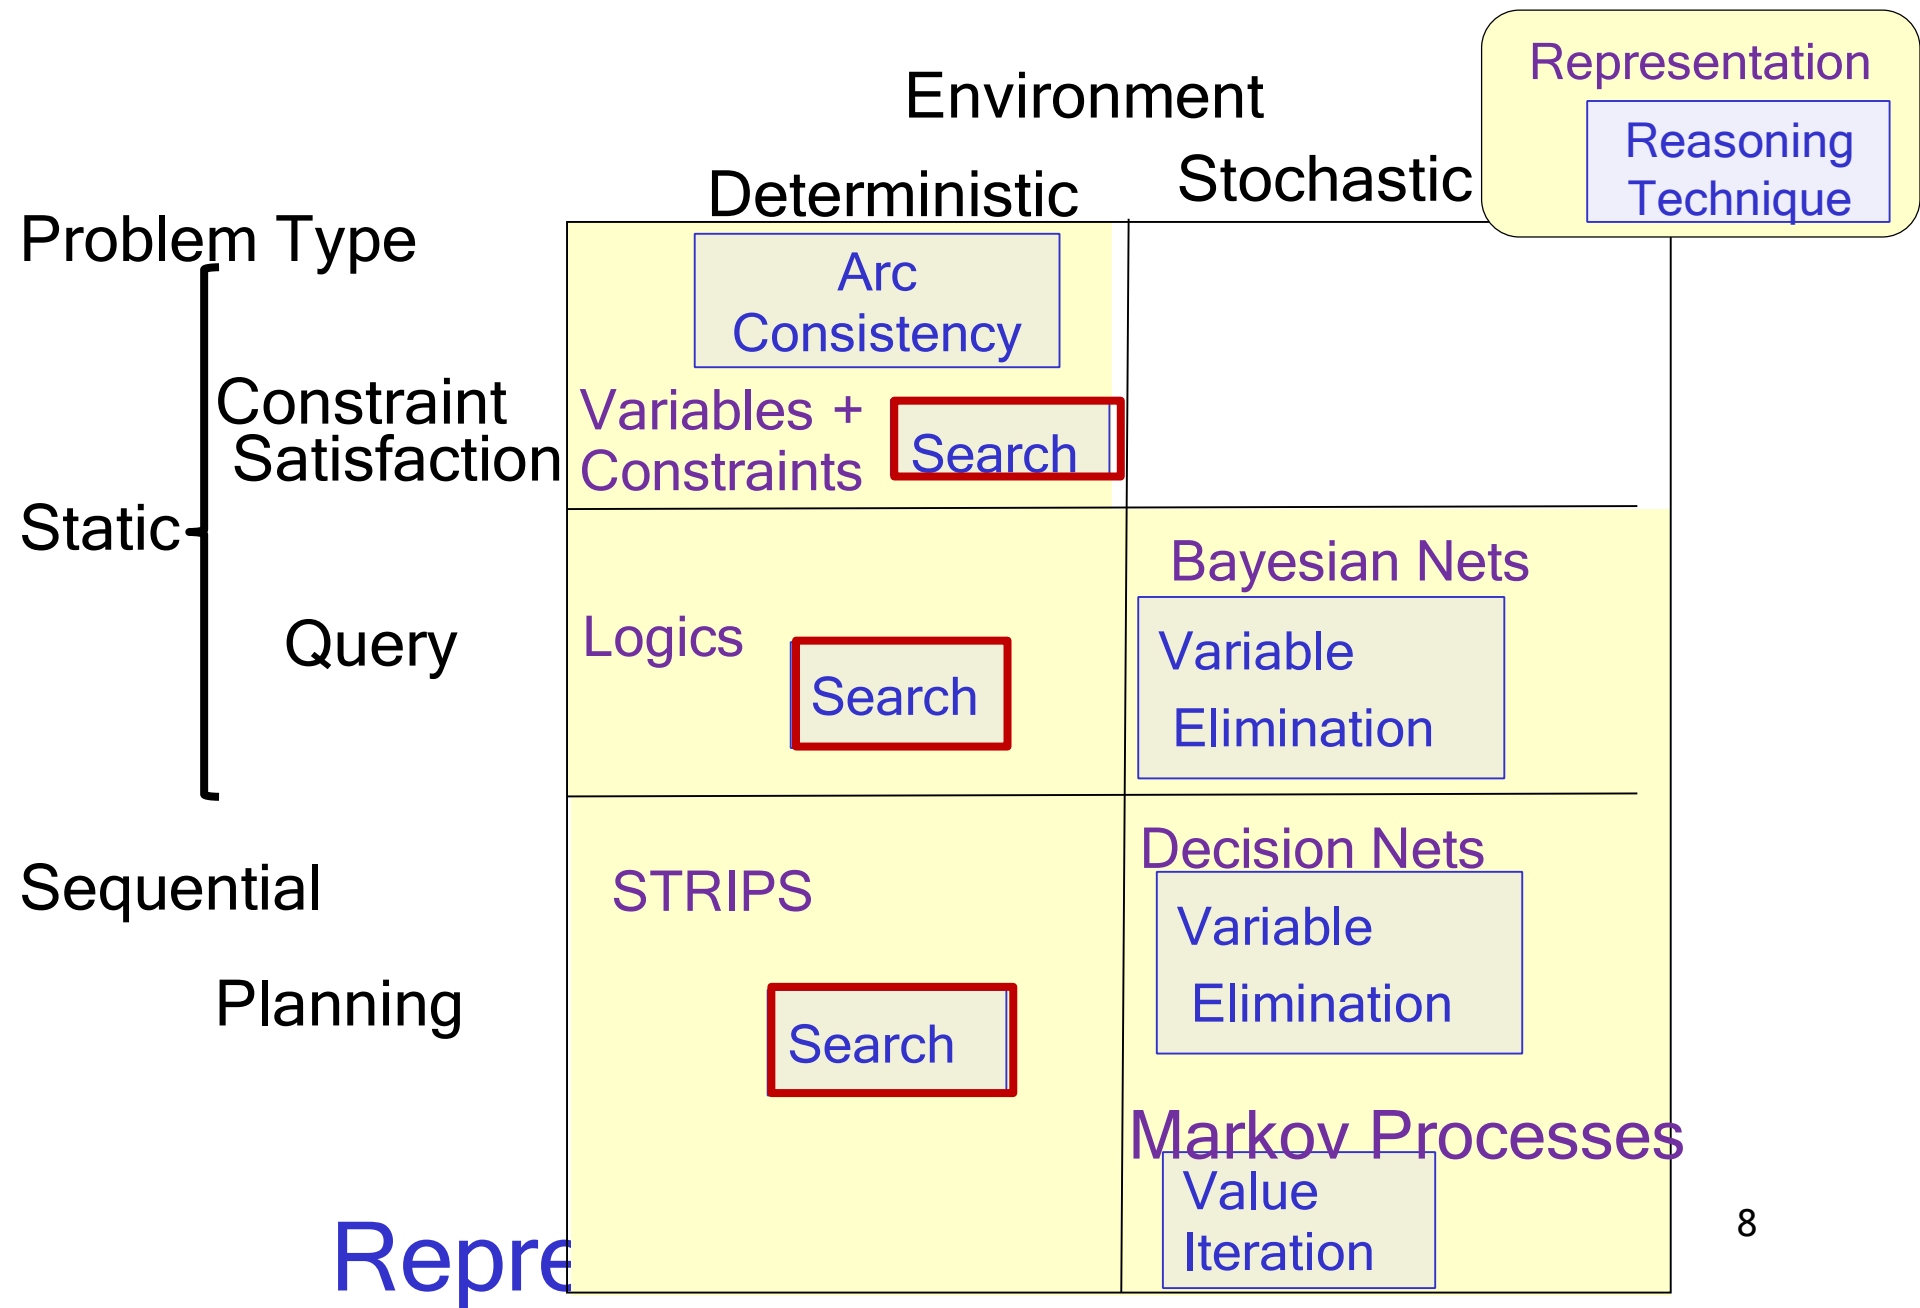 Environment
Representation
Reasoning
Technique
Deterministic
Stochastic
Problem Type
Arc
Consistency
Constraint
Satisfaction
Variables +
Constraints
Search
Static
Query
Logics
Search
Bayesian Nets
Variable
Elimination
Sequential
Planning
STRIPS
Search
Decision Nets
Variable
Elimination
Markov Processes
Value
Iteration
8